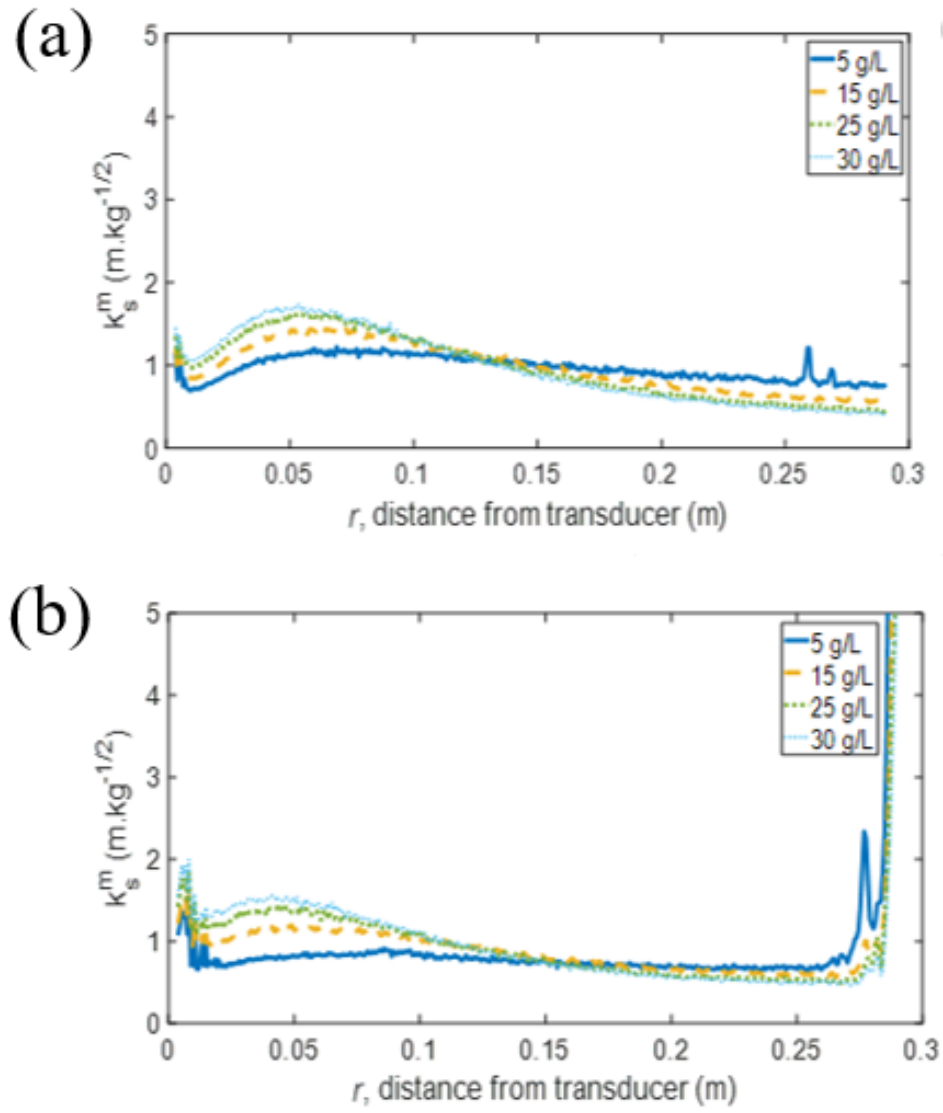 (a)
5
4
3
2
1
0
k_s^m (m.kg^-1/2)
5 g/L
15 g/L
25 g/L
30 g/L
0 0.05 0.1 0.15 0.2 0.25 0.3
r, distance from transducer (m)
(b)
5
4
3
2
1
0
k_s^m (m.kg^-1/2)
5 g/L
15 g/L
25 g/L
30 g/L
0 0.05 0.1 0.15 0.2 0.25 0.3
r, distance from transducer (m)